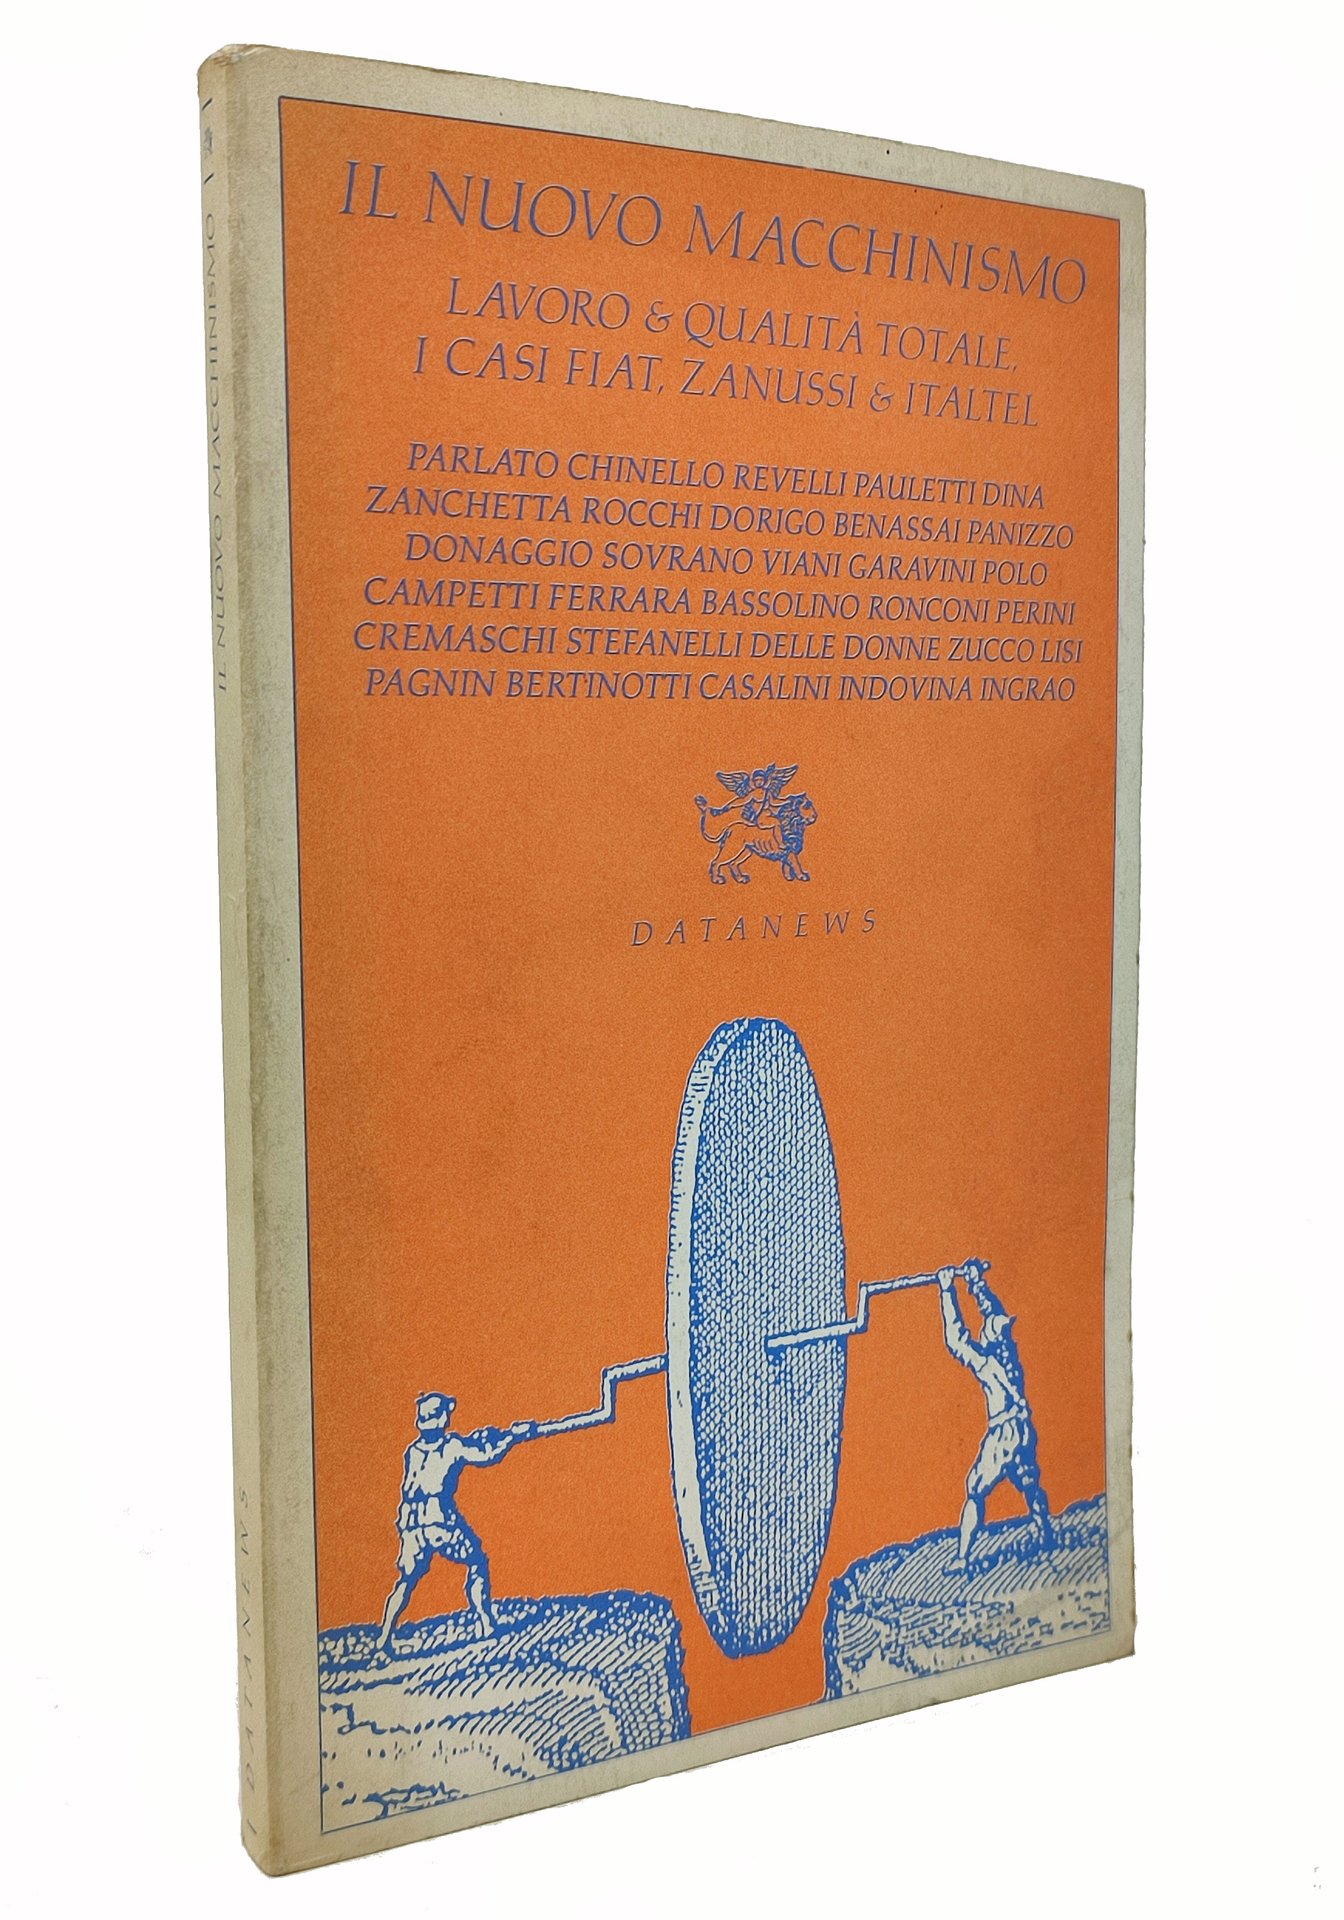 IL NUOVO MACCHINISMO
LAVORO & QUALITÀ TOTALE,
I CASI FIAT, ZANUSSI & ITALTEL
PARLATO CHINELLO REVELLI PAULETTI DINA
ZANCHETTA ROCCHI DORIGO BENASSAI PANIZZO
DONAGGIO SOVRANO VIANI GARAVINI POLO
CAMPETTI FERRARA BASSOLINO RONCONI PERINI
CREMASCHI STEFANELLI DELLE DONNE ZUCCO LISI
PAGNIN BERTINOTTI CASALINI INDOVINA INGRAO
DATANEWS
IL NUOVO MACCHINISMO
DATANEWS